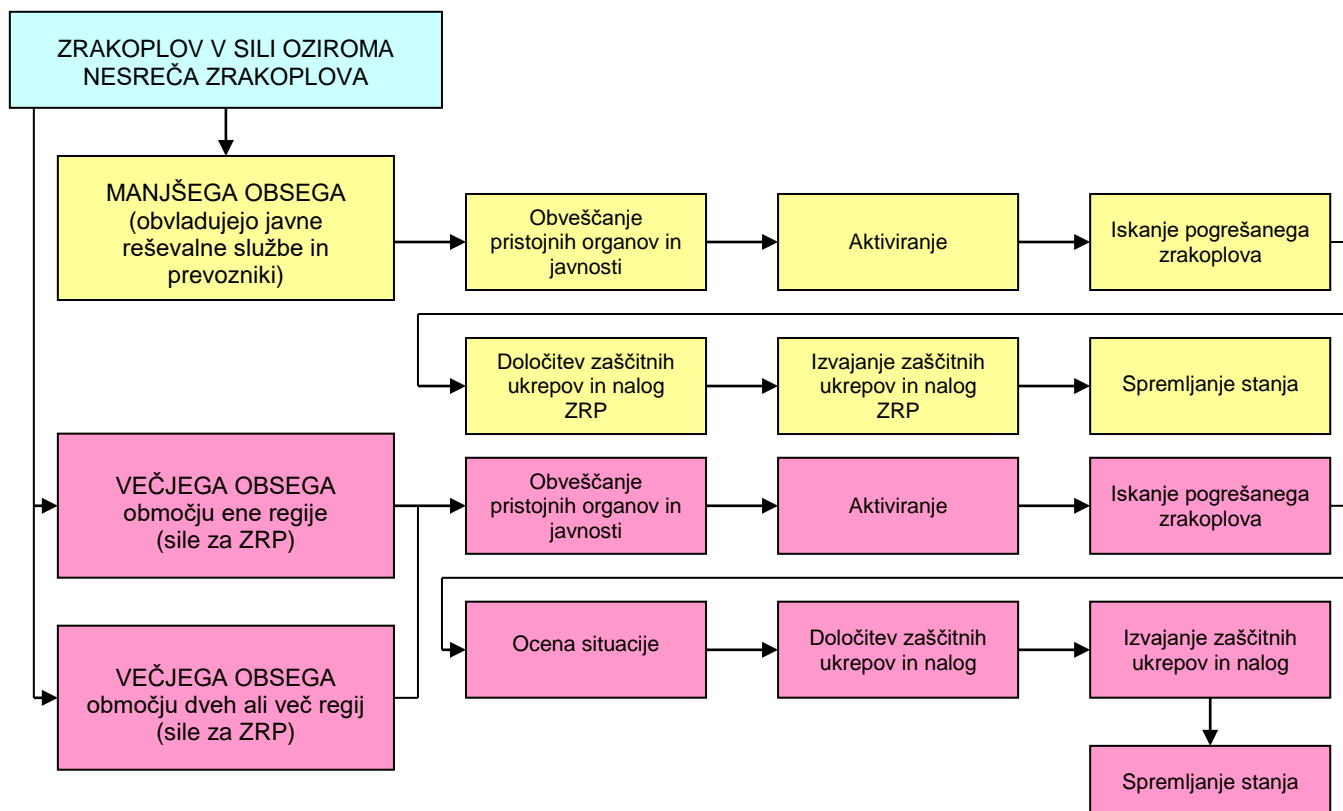 ZRAKOPLOV V SILI OZIROMA
NESREČA ZRAKOPLOVA
MANJŠEGA OBSEGA
(obvladujejo javne
reševalne službe in
prevozniki)
Obveščanje
pristojnih organov in
javnosti
Aktiviranje
Iskanje pogrešanega
zrakoplova
Določitev zaščitnih
ukrepov in nalog
ZRP
Izvajanje zaščitnih
ukrepov in nalog
ZRP
Spremljanje stanja
VEČJEGA OBSEGA
območju ene regije
(sile za ZRP)
Obveščanje
pristojnih organov in
javnosti
Aktiviranje
Iskanje pogrešanega
zrakoplova
VEČJEGA OBSEGA
območju dveh ali več regij
(sile za ZRP)
Ocena situacije
Določitev zaščitnih
ukrepov in nalog
Izvajanje zaščitnih
ukrepov in nalog
Spremljanje stanja